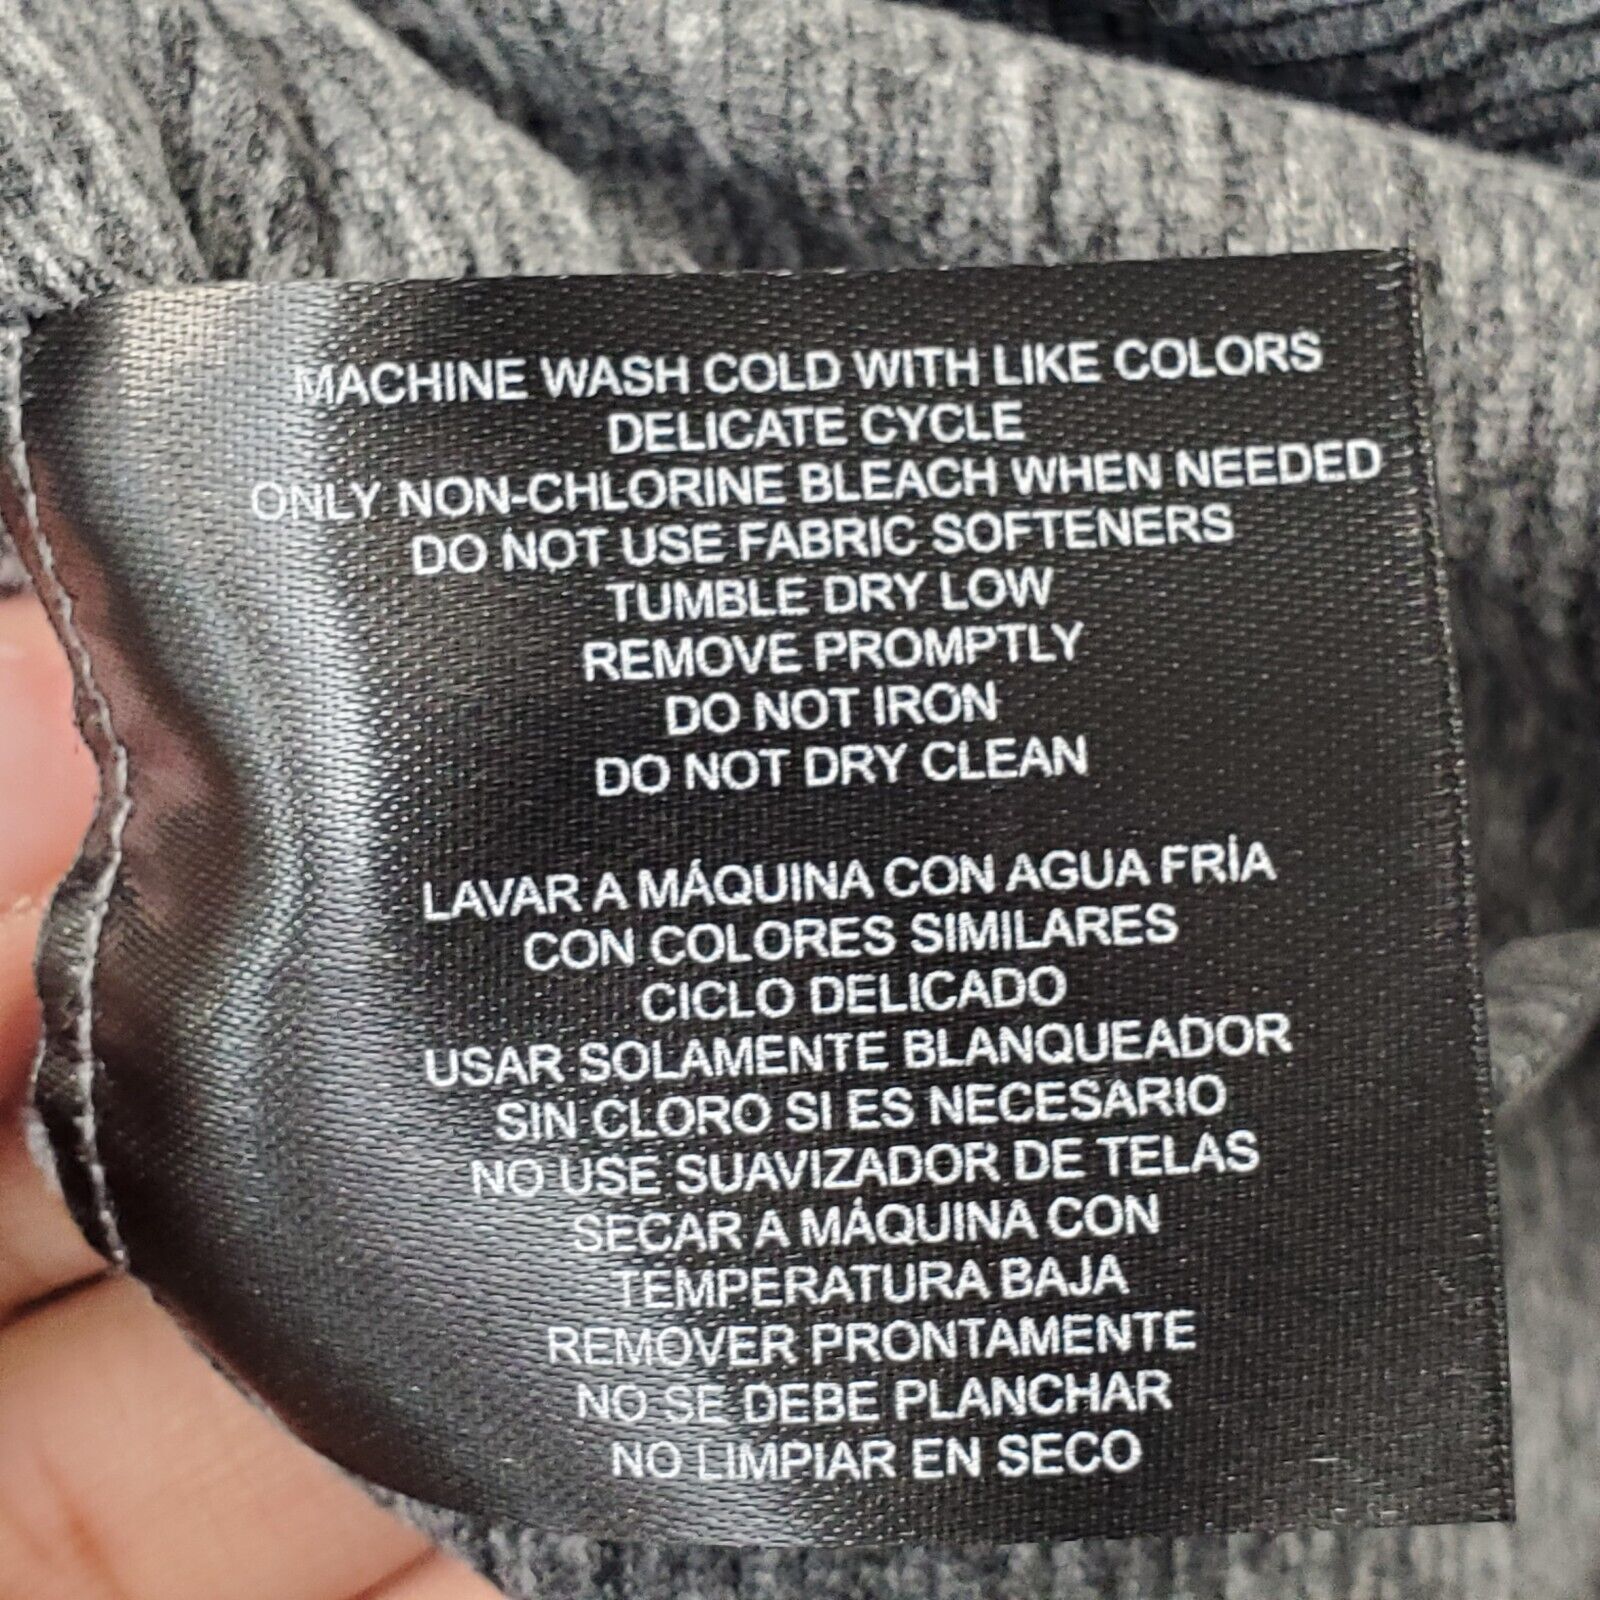 MACHINE WASH COLD WITH LIKE COLORS
DELICATE CYCLE
ONLY NON-CHLORINE BLEACH WHEN NEEDED
DO NOT USE FABRIC SOFTENERS
TUMBLE DRY LOW
REMOVE PROMPTLY
DO NOT IRON
DO NOT DRY CLEAN
LAVAR A MÁQUINA CON AGUA FRÍA
CON COLORES SIMILARES
CICLO DELICADO
USAR SOLAMENTE BLANQUEADOR
SIN CLORO SI ES NECESARIO
NO USE SUAVIZADOR DE TELAS
SECAR A MÁQUINA CON
TEMPERATURA BAJA
REMOVER PRONTAMENTE
NO SE DEBE PLANCHAR
NO LIMPIAR EN SECO